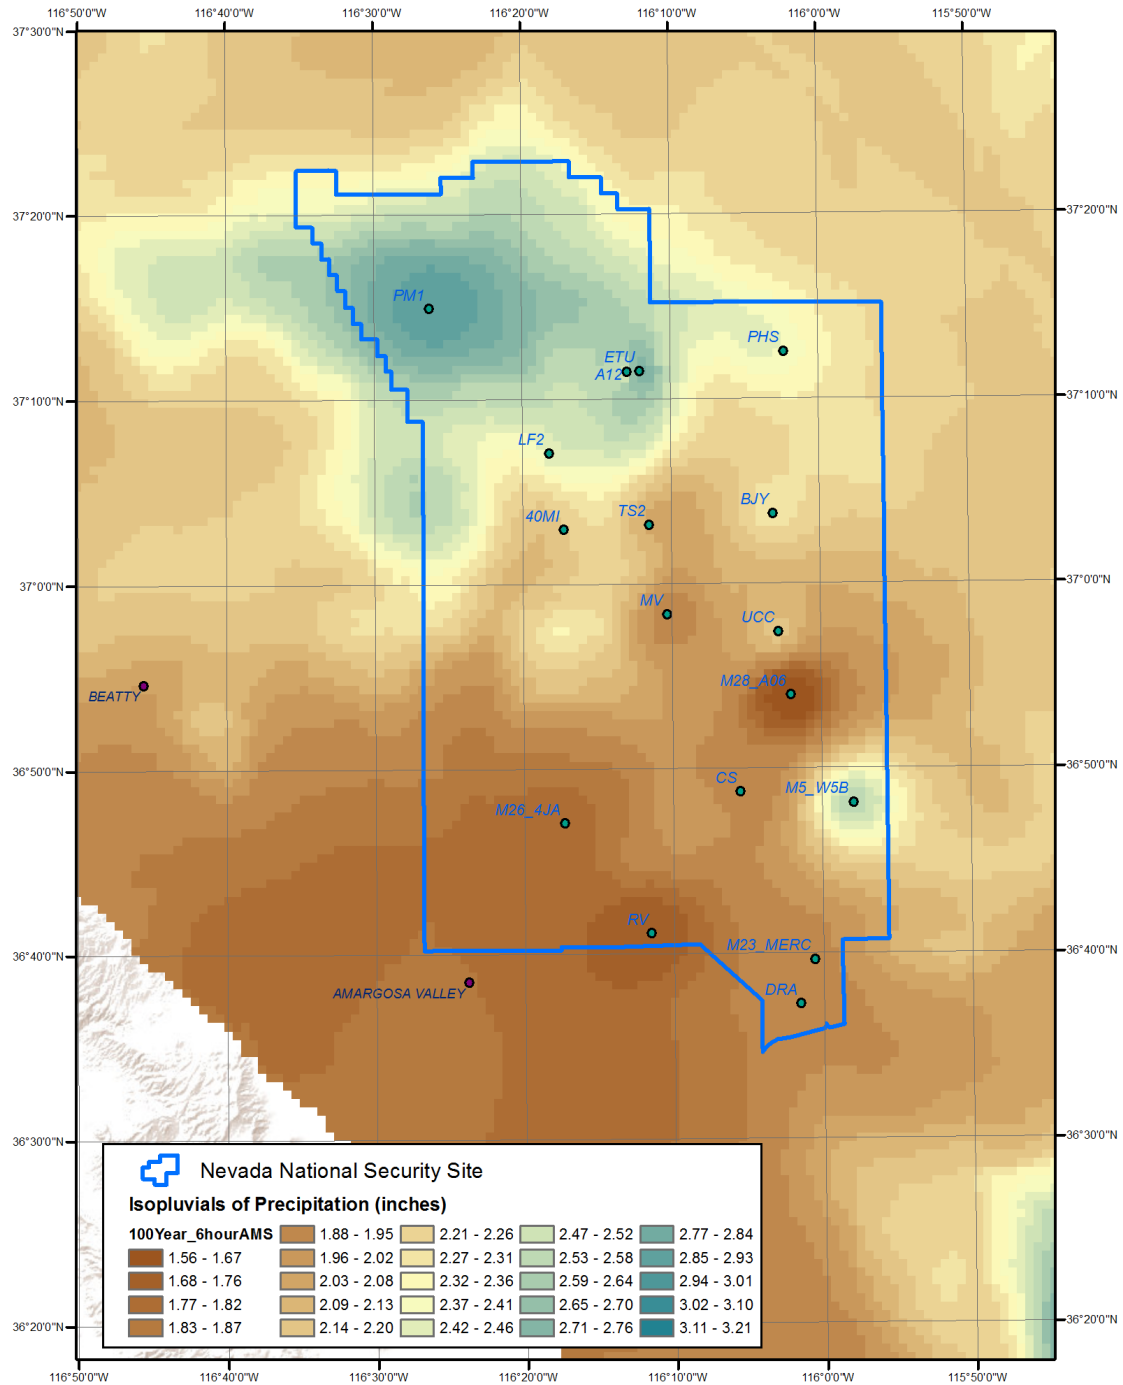 116°50'0"W 116°40'0"W 116°30'0"W 116°20'0"W 116°10'0"W 116°0'0"W 115°50'0"W
37°30'0"N
37°20'0"N 37°20'0"N
PM1
PHS
ETU
A12
37°10'0"N 37°10'0"N
LF2
BJY
TS2
40MI
37°0'0"N 37°0'0"N
MV
UCC
M28_A06
BEATTY
36°50'0"N 36°50'0"N
CS
M5_W5B
M26_4JA
RV
M23_MERC
36°40'0"N 36°40'0"N
DRA
AMARGOSA VALLEY
36°30'0"N 36°30'0"N
Nevada National Security Site
Isopluvials of Precipitation (inches)
100Year_6hourAMS 1.88 - 1.95 2.21 - 2.26 2.47 - 2.52 2.77 - 2.84
1.56 - 1.67 1.96 - 2.02 2.27 - 2.31 2.53 - 2.58 2.85 - 2.93
1.68 - 1.76 2.03 - 2.08 2.32 - 2.36 2.59 - 2.64 2.94 - 3.01
1.77 - 1.82 2.09 - 2.13 2.37 - 2.41 2.65 - 2.70 3.02 - 3.10
1.83 - 1.87 2.14 - 2.20 2.42 - 2.46 2.71 - 2.76 3.11 - 3.21
36°20'0"N 36°20'0"N
116°50'0"W 116°40'0"W 116°30'0"W 116°20'0"W 116°10'0"W 116°0'0"W 115°50'0"W